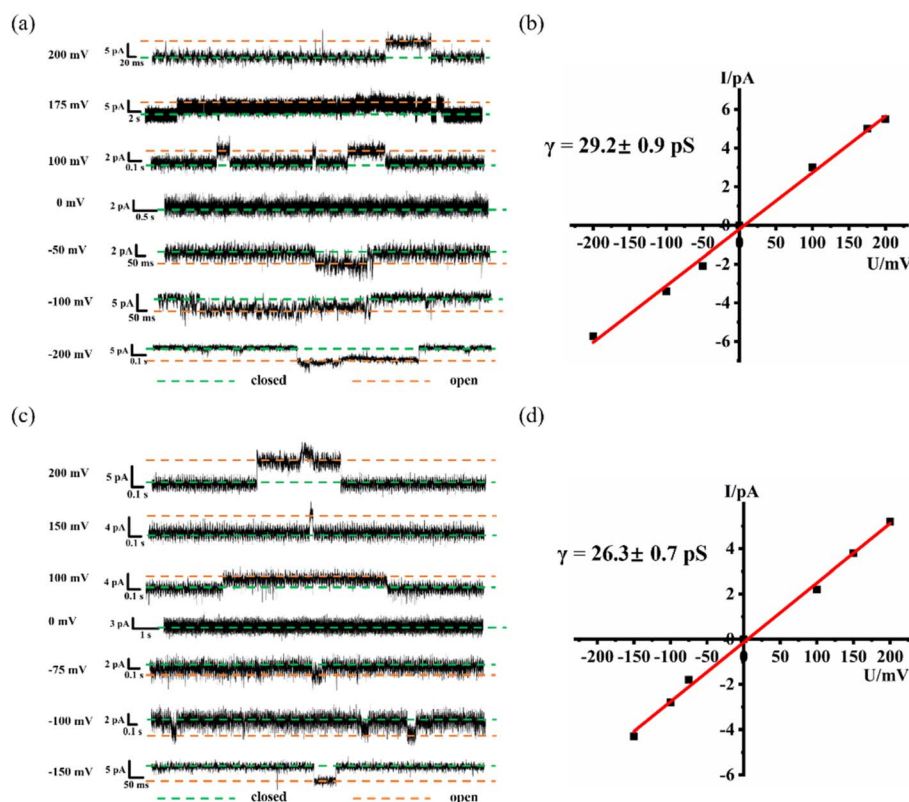 (a)
200 mV
5 pA
20 ms
175 mV
5 pA
2 s
100 mV
2 pA
0.1 s
0 mV
2 pA
0.5 s
-50 mV
2 pA
50 ms
-100 mV
5 pA
50 ms
-200 mV
5 pA
0.1 s
closed open
(b)
I/pA
6
4
2
0
-2
-4
-6
γ = 29.2± 0.9 pS
-200 -150 -100 -50 0 50 100 150 200
U/mV
(c)
200 mV
5 pA
0.1 s
150 mV
4 pA
0.1 s
100 mV
4 pA
0.1 s
0 mV
3 pA
1 s
-75 mV
2 pA
0.1 s
-100 mV
2 pA
0.1 s
-150 mV
5 pA
50 ms
closed open
(d)
I/pA
4
2
0
-2
-4
-6
γ = 26.3± 0.7 pS
-200 -150 -100 -50 0 50 100 150 200
U/mV